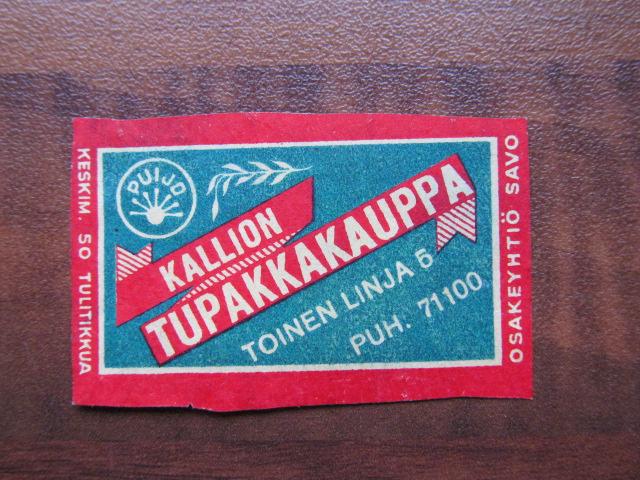 KESKIM. 50 TULITIKKUA
PUIJO
KALLION
TUPAKKAKAUPPA
TOINEN LINJA 5
PUH. 71100
OSAKEYHTIÖ SAVO